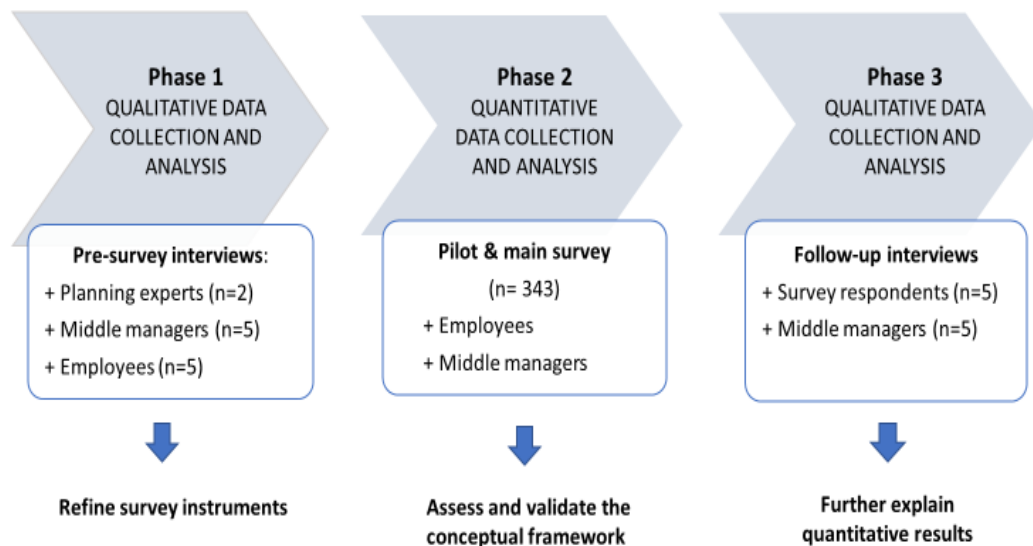 Phase 1
QUALITATIVE DATA
COLLECTION AND
ANALYSIS
Pre-survey interviews:
+ Planning experts (n=2)
+ Middle managers (n=5)
+ Employees (n=5)
Refine survey instruments
Phase 2
QUANTITATIVE
DATA COLLECTION
AND ANALYSIS
Pilot & main survey
(n= 343)
+ Employees
+ Middle managers
Assess and validate the
conceptual framework
Phase 3
QUALITATIVE DATA
COLLECTION AND
ANALYSIS
Follow-up interviews
+ Survey respondents (n=5)
+ Middle managers (n=5)
Further explain
quantitative results